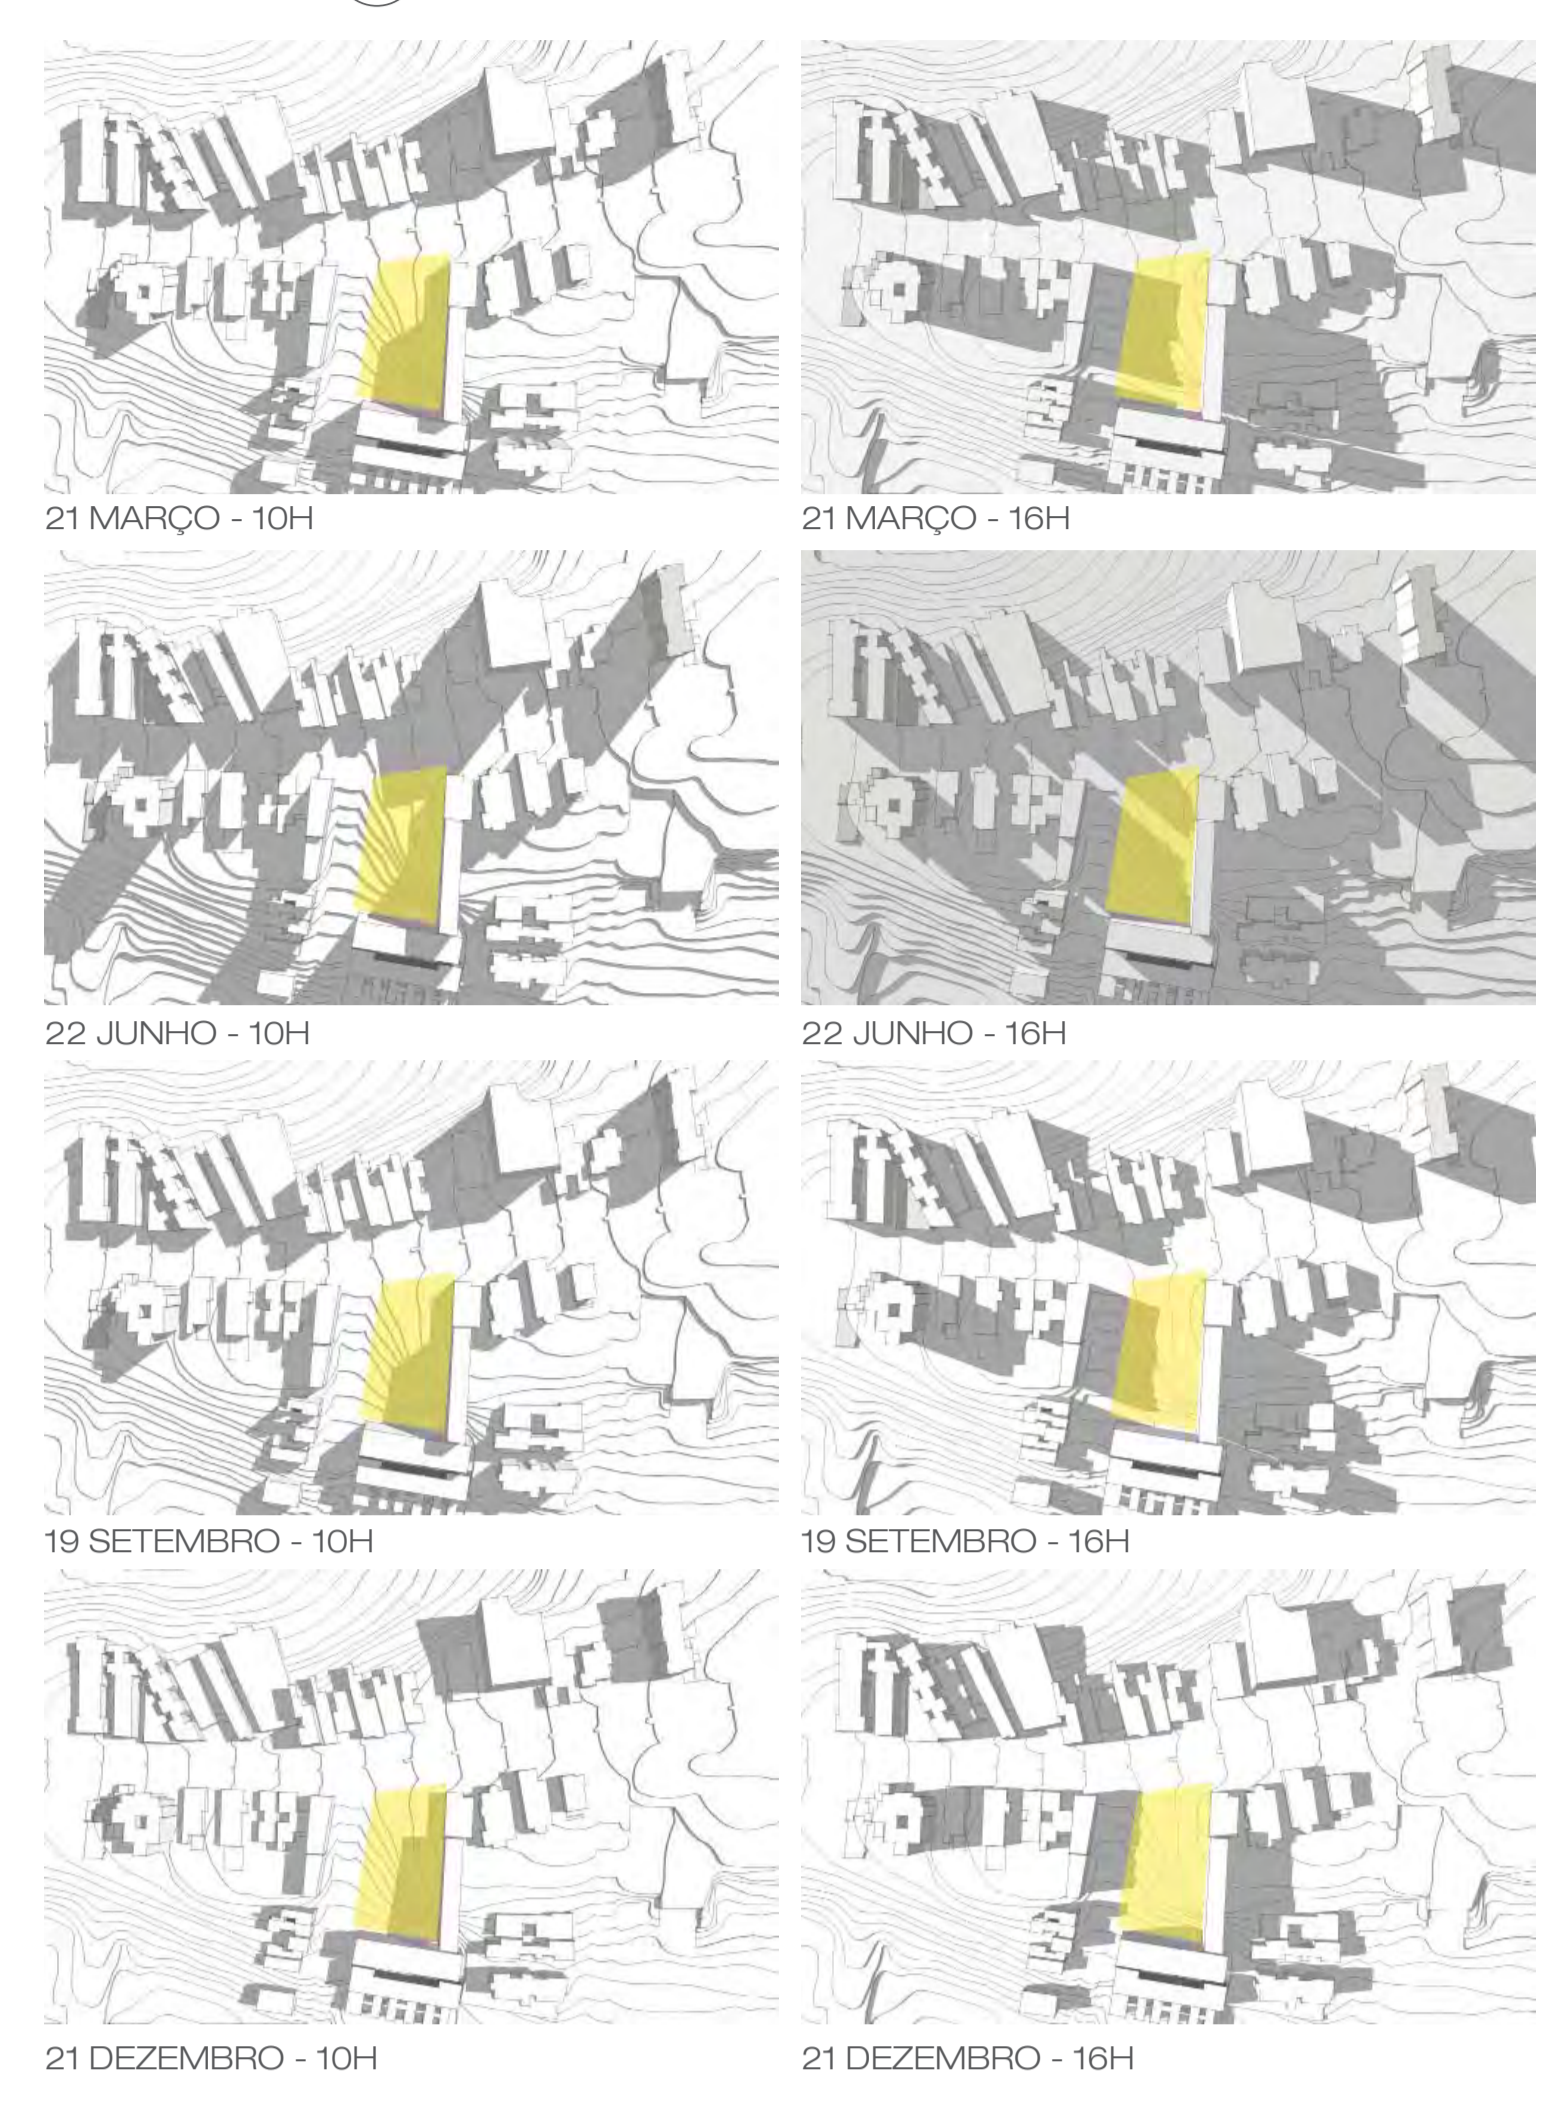 21 MARÇO - 10H
21 MARÇO - 16H
22 JUNHO - 10H
22 JUNHO - 16H
19 SETEMBRO - 10H
19 SETEMBRO - 16H
21 DEZEMBRO - 10H
21 DEZEMBRO - 16H